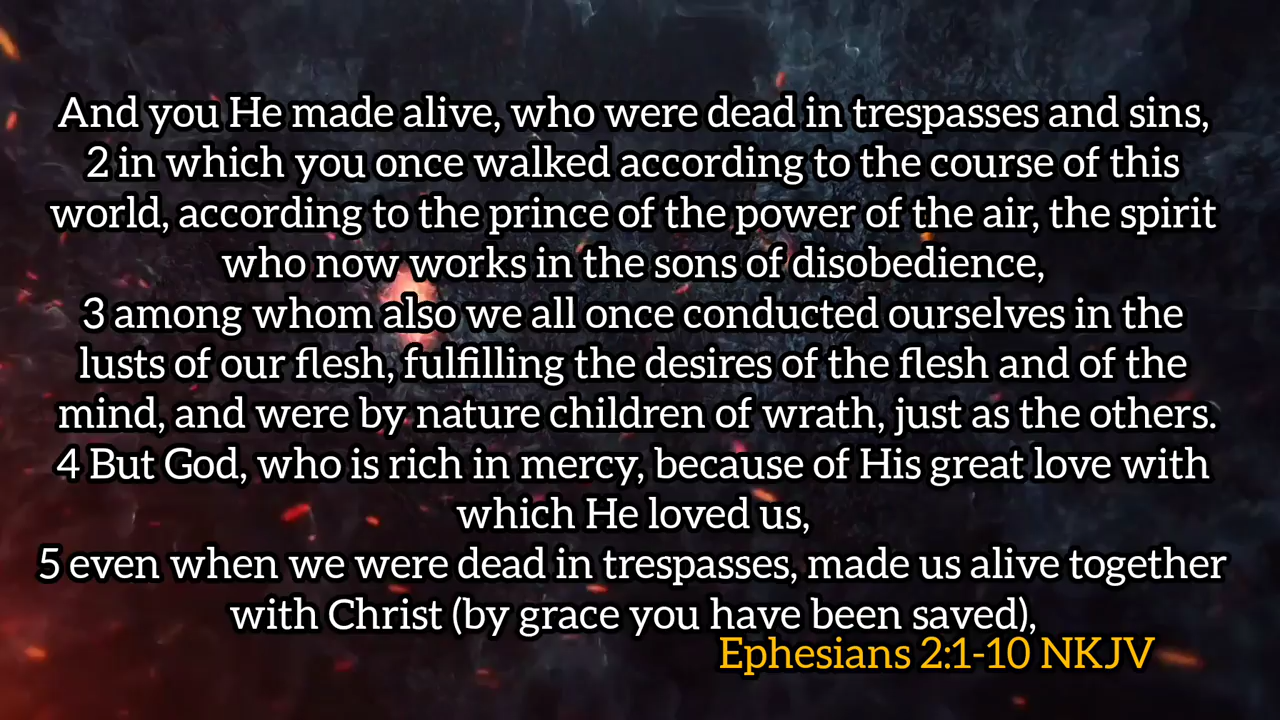 And you He made alive, who were dead in trespasses and sins,
2 in which you once walked according to the course of this
world, according to the prince of the power of the air, the spirit
who now works in the sons of disobedience,
3 among whom also we all once conducted ourselves in the
lusts of our flesh, fulfilling the desires of the flesh and of the
mind, and were by nature children of wrath, just as the others.
4 But God, who is rich in mercy, because of His great love with
which He loved us,
5 even when we were dead in trespasses, made us alive together
with Christ (by grace you have been saved),
Ephesians 2:1-10 NKJV